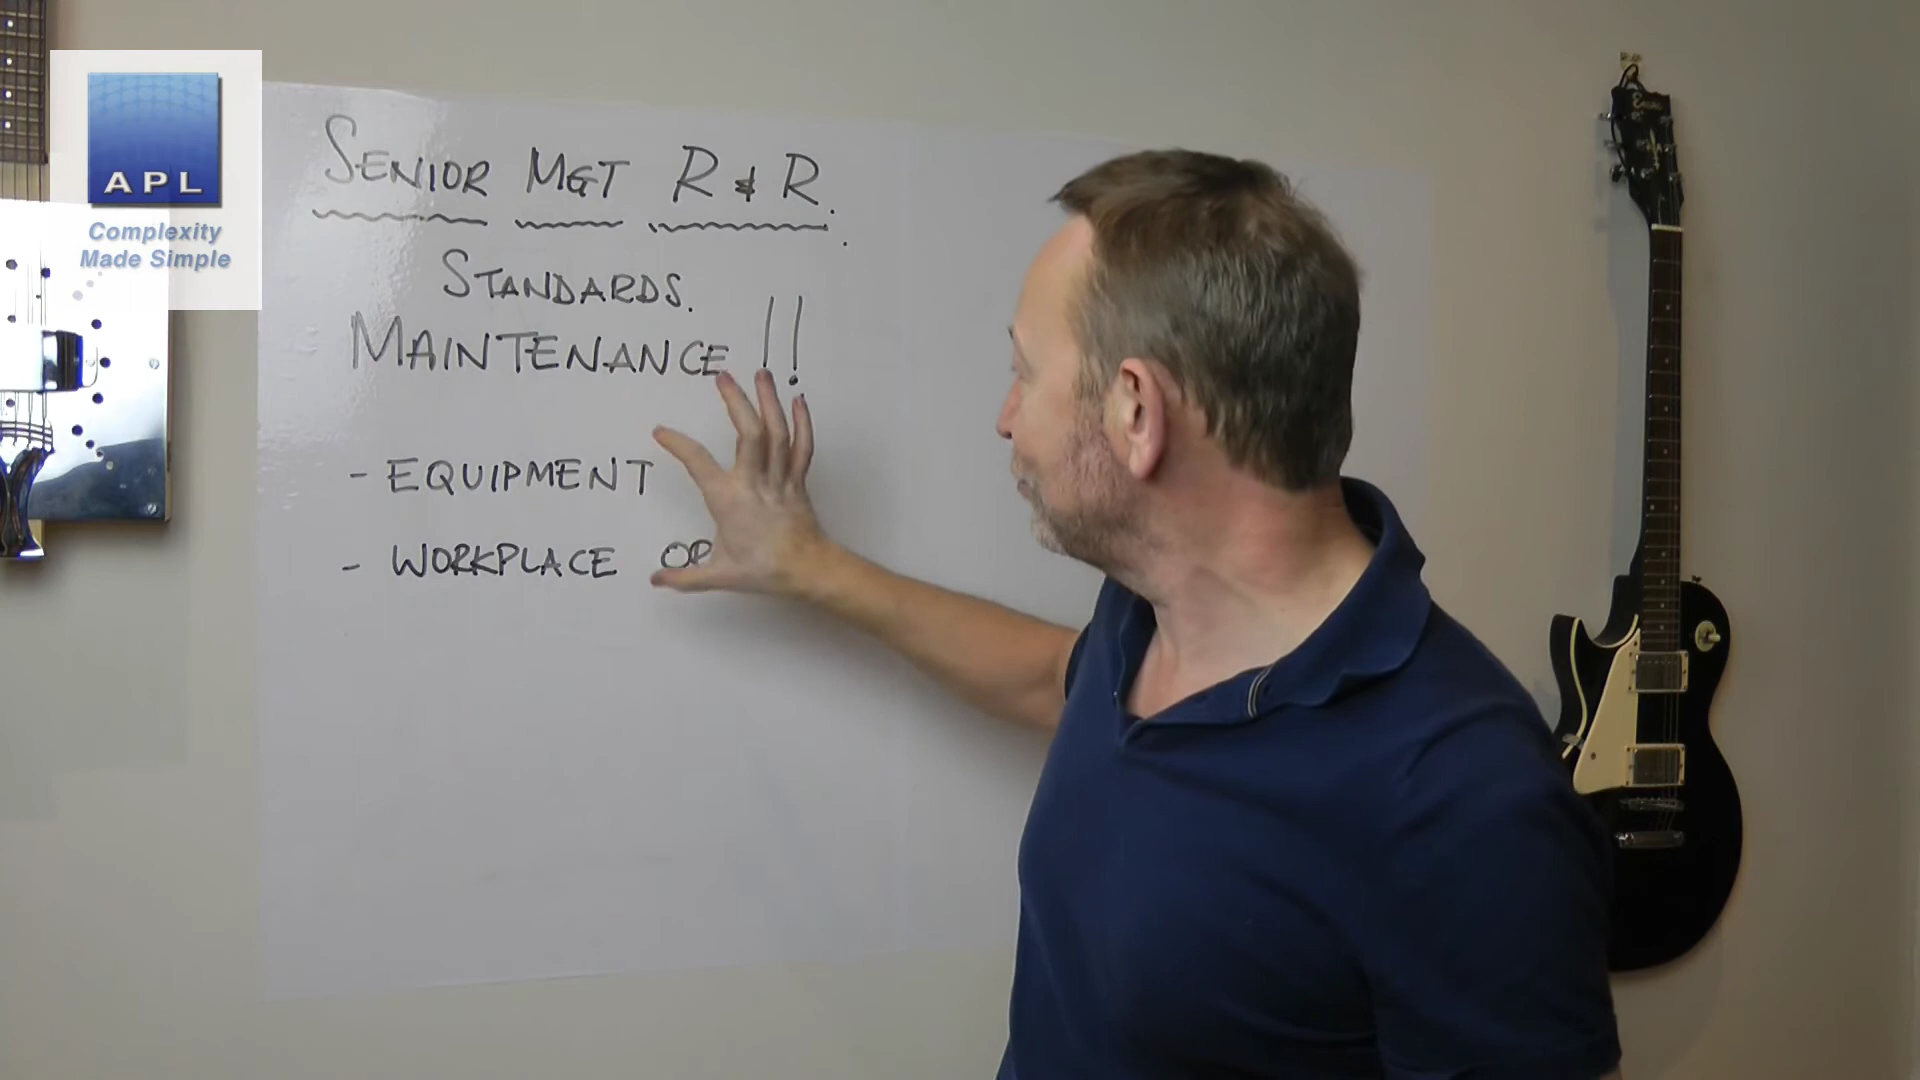 APL
Complexity
Made Simple
SENIOR MGT R & R.
STANDARDS.
MAINTENANCE !!
- EQUIPMENT
- WORKPLACE